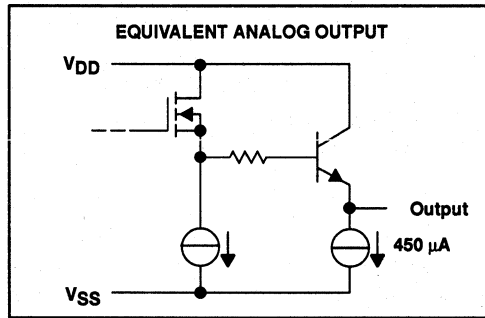 EQUIVALENT ANALOG OUTPUT
VDD
Output
450 µA
VSS